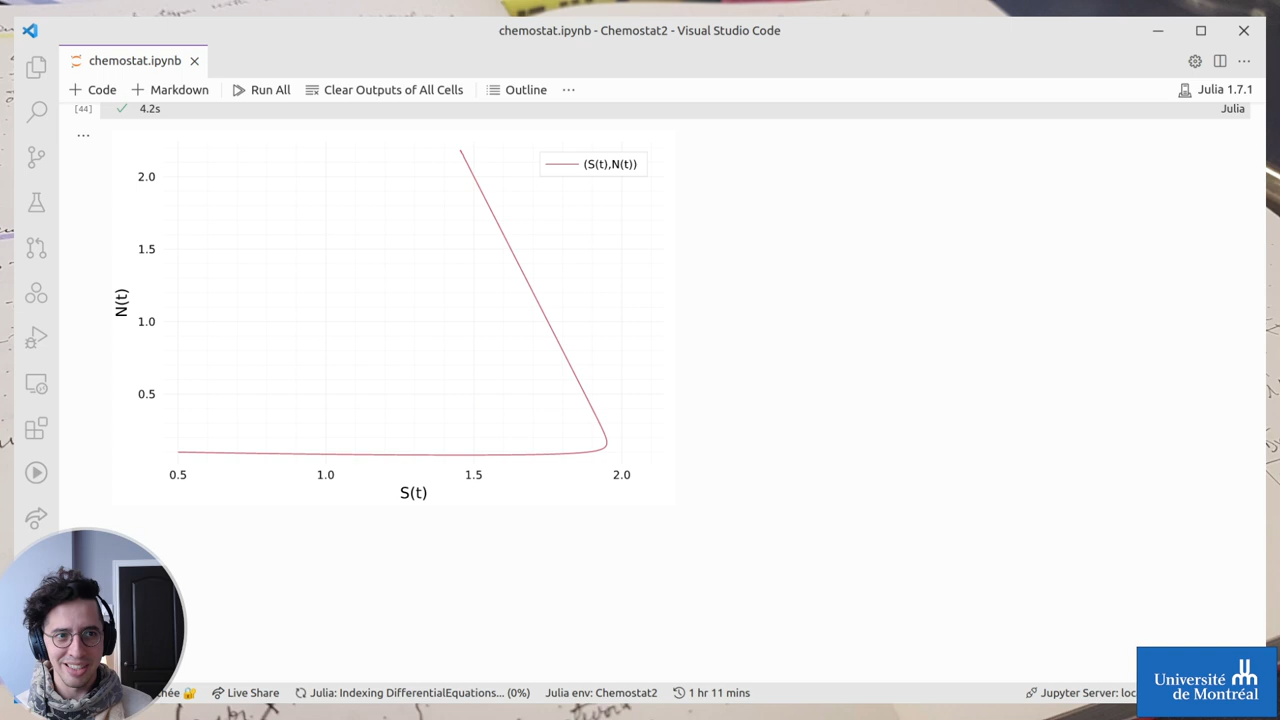 chemostat.ipynb - Chemostat2 - Visual Studio Code
chemostat.ipynb
Code Markdown Run All Clear Outputs of All Cells Outline ... Julia 1.7.1
[44] 4.2s Julia
...
(S(t),N(t))
2.0
1.5
N(t)
1.0
0.5
0.5 1.0 1.5 2.0
S(t)
Live Share Julia: Indexing DifferentialEquations... (0%) Julia env: Chemostat2 1 hr 11 mins Jupyter Server:
Université
de Montréal